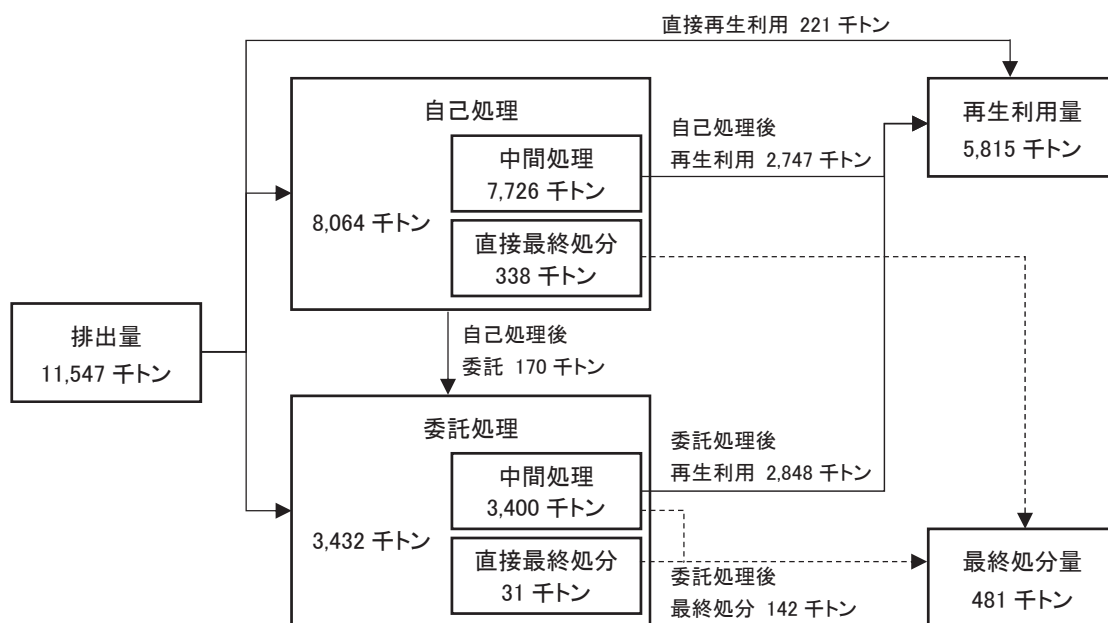 直接再生利用 221 千トン
自己処理
中間処理
7,726 千トン
8,064 千トン
直接最終処分
338 千トン
自己処理後
再生利用 2,747 千トン
再生利用量
5,815 千トン
排出量
11,547 千トン
自己処理後
委託 170 千トン
委託処理
中間処理
3,400 千トン
3,432 千トン
直接最終処分
31 千トン
委託処理後
再生利用 2,848 千トン
委託処理後
最終処分 142 千トン
最終処分量
481 千トン